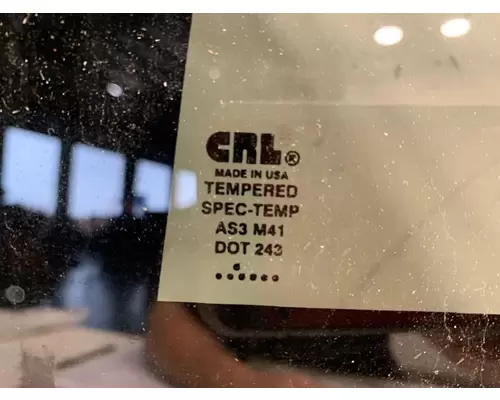 CRL®
MADE IN USA
TEMPERED
SPEC-TEMP
AS3 M41
DOT 243